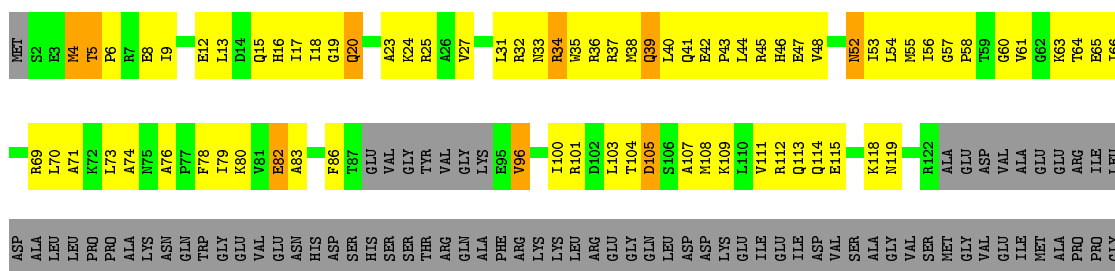 MET S2 E3 M4 T5 P6 R7 E8 I9 E12 L13 D14 Q15 H16 I17 I18 G19 Q20 A23 K24 R25 A26 V27 L31 R32 N33 R34 W35 R36 R37 M38 Q39 L40 Q41 E42 P43 L44 R45 H46 E47 V48 N52 I53 L54 M55 I56 G57 P58 T59 G60 V61 G62 K63 T64 E65 I66
R69 L70 A71 K72 L73 A74 N75 A76 P77 F78 I79 K80 V81 E82 A83 F86 T87 GLU VAL GLY TYR VAL GLY LYS E95 V96 I100 R101 D102 L103 T104 D105 S106 A107 M108 K109 L110 V111 R112 Q113 Q114 E115 K118 N119 R122 ALA GLU ASP VAL ALA GLU GLU ARG ILE LEU
ASP ALA LEU LEU PRO PRO ALA LYS ASN GLN TRP GLY GLU VAL GLU ASN HIS ASP SER HIS SER SER THR ARG GLN ALA PHE ARG LYS LYS LEU ARG GLU GLY GLN LEU ASP ASP LYS GLU ILE GLU ILE ASP VAL SER ALA GLY VAL SER MET GLY VAL GLU ILE MET ALA PRO PRO GLY